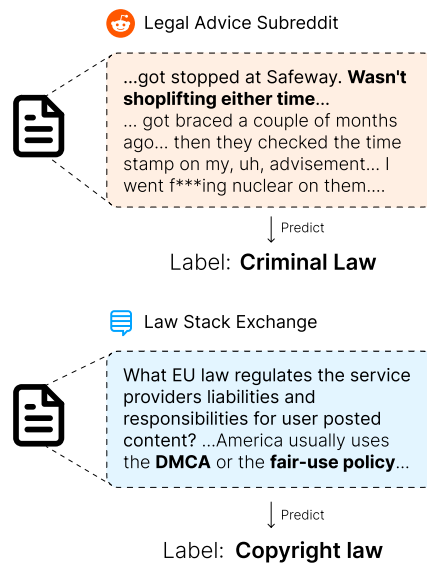 Legal Advice Subreddit
...got stopped at Safeway. Wasn't
shoplifting either time...
... got braced a couple of months
ago... then they checked the time
stamp on my, uh, advisement... I
went f***ing nuclear on them....
Predict
Label: Criminal Law
Law Stack Exchange
What EU law regulates the service
providers liabilities and
responsibilities for user posted
content? ...America usually uses
the DMCA or the fair-use policy...
Predict
Label: Copyright law